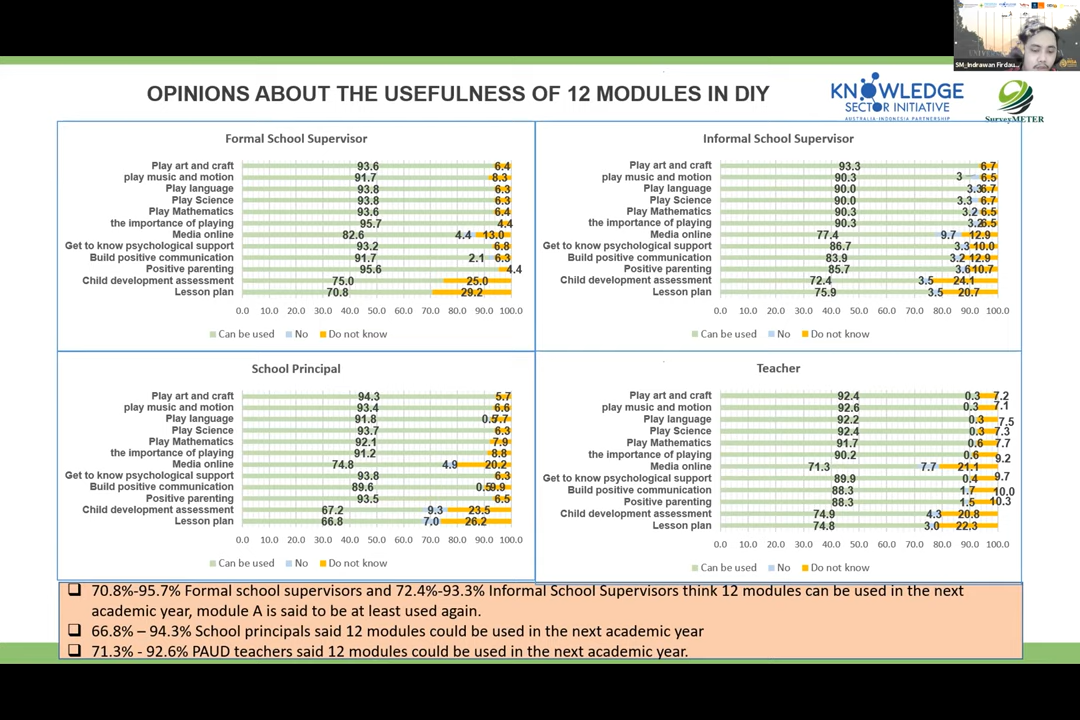 SM_Indrawan Firdau...
OPINIONS ABOUT THE USEFULNESS OF 12 MODULES IN DIY
KNOWLEDGE
SECTOR INITIATIVE
AUSTRALIA INDONESIA PARTNERSHIP
SurveyMETER
Formal School Supervisor
Play art and craft 93.6 6.4
play music and motion 91.7 8.3
Play language 93.8 6.3
Play Science 93.8 6.3
Play Mathematics 93.6 6.4
the importance of playing 95.7 4.4
Media online 82.6 4.4 13.0
Get to know psychological support 93.2 6.8
Build positive communication 91.7 2.1 6.3
Positive parenting 95.6 4.4
Child development assessment 75.0 25.0
Lesson plan 70.8 29.2
0.0 10.0 20.0 30.0 40.0 50.0 60.0 70.0 80.0 90.0 100.0
Can be used No Do not know
Informal School Supervisor
Play art and craft 93.3 6.7
play music and motion 90.3 3 6.5
Play language 90.0 3.3 6.7
Play Science 90.0 3.3 6.7
Play Mathematics 90.3 3.2 6.5
the importance of playing 90.3 3.2 6.5
Media online 77.4 9.7 12.9
Get to know psychological support 86.7 3.3 10.0
Build positive communication 83.9 3.2 12.9
Positive parenting 85.7 3.6 10.7
Child development assessment 72.4 3.5 24.1
Lesson plan 75.9 3.5 20.7
0.0 10.0 20.0 30.0 40.0 50.0 60.0 70.0 80.0 90.0 100.0
Can be used No Do not know
School Principal
Play art and craft 94.3 5.7
play music and motion 93.4 6.6
Play language 91.8 0.5 7.7
Play Science 93.7 6.3
Play Mathematics 92.1 7.9
the importance of playing 91.2 8.8
Media online 74.8 4.9 20.2
Get to know psychological support 93.8 6.3
Build positive communication 89.6 0.5 9.9
Positive parenting 93.5 6.5
Child development assessment 67.2 9.3 23.5
Lesson plan 66.8 7.0 26.2
0.0 10.0 20.0 30.0 40.0 50.0 60.0 70.0 80.0 90.0 100.0
Can be used No Do not know
Teacher
Play art and craft 92.4 0.3 7.2
play music and motion 92.6 0.3 7.1
Play language 92.2 0.3 7.5
Play Science 92.4 0.3 7.3
Play Mathematics 91.7 0.6 7.7
the importance of playing 90.2 0.6 9.2
Media online 71.3 7.7 21.1
Get to know psychological support 89.9 0.4 9.7
Build positive communication 88.3 1.7 10.0
Positive parenting 88.3 1.5 10.3
Child development assessment 74.9 4.3 20.8
Lesson plan 74.8 3.0 22.3
0.0 10.0 20.0 30.0 40.0 50.0 60.0 70.0 80.0 90.0 100.0
Can be used No Do not know
70.8%-95.7% Formal school supervisors and 72.4%-93.3% Informal School Supervisors think 12 modules can be used in the next
academic year, module A is said to be at least used again.
66.8% – 94.3% School principals said 12 modules could be used in the next academic year
71.3% - 92.6% PAUD teachers said 12 modules could be used in the next academic year.